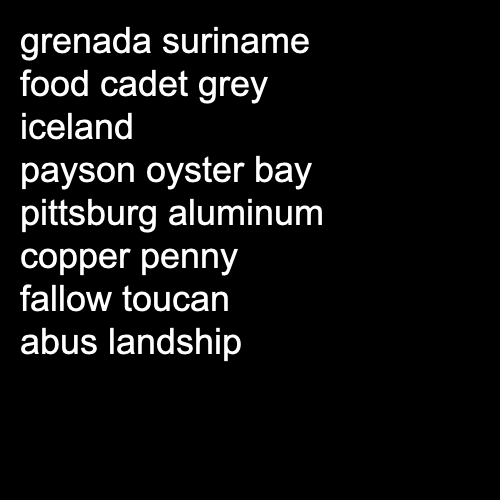 grenada suriname
food cadet grey
iceland
payson oyster bay
pittsburg aluminum
copper penny
fallow toucan
abus landship